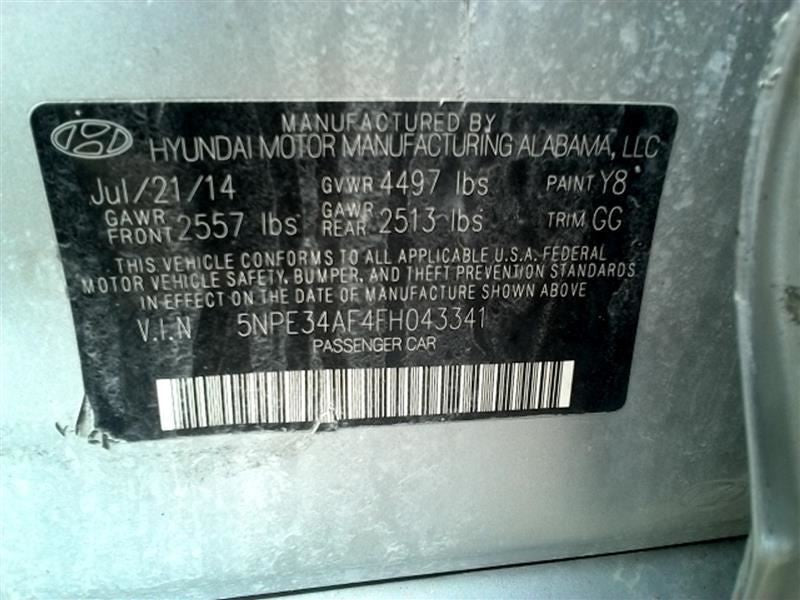 MANUFACTURED BY
HYUNDAI MOTOR MANUFACTURING ALABAMA, LLC
Jul/21/14 GVWR 4497 lbs PAINT Y8
GAWR FRONT 2557 lbs GAWR REAR 2513 lbs TRIM GG
THIS VEHICLE CONFORMS TO ALL APPLICABLE U.S.A. FEDERAL
MOTOR VEHICLE SAFETY, BUMPER, AND THEFT PREVENTION STANDARDS
IN EFFECT ON THE DATE OF MANUFACTURE SHOWN ABOVE.
V.I.N 5NPE34AF4FH043341
PASSENGER CAR